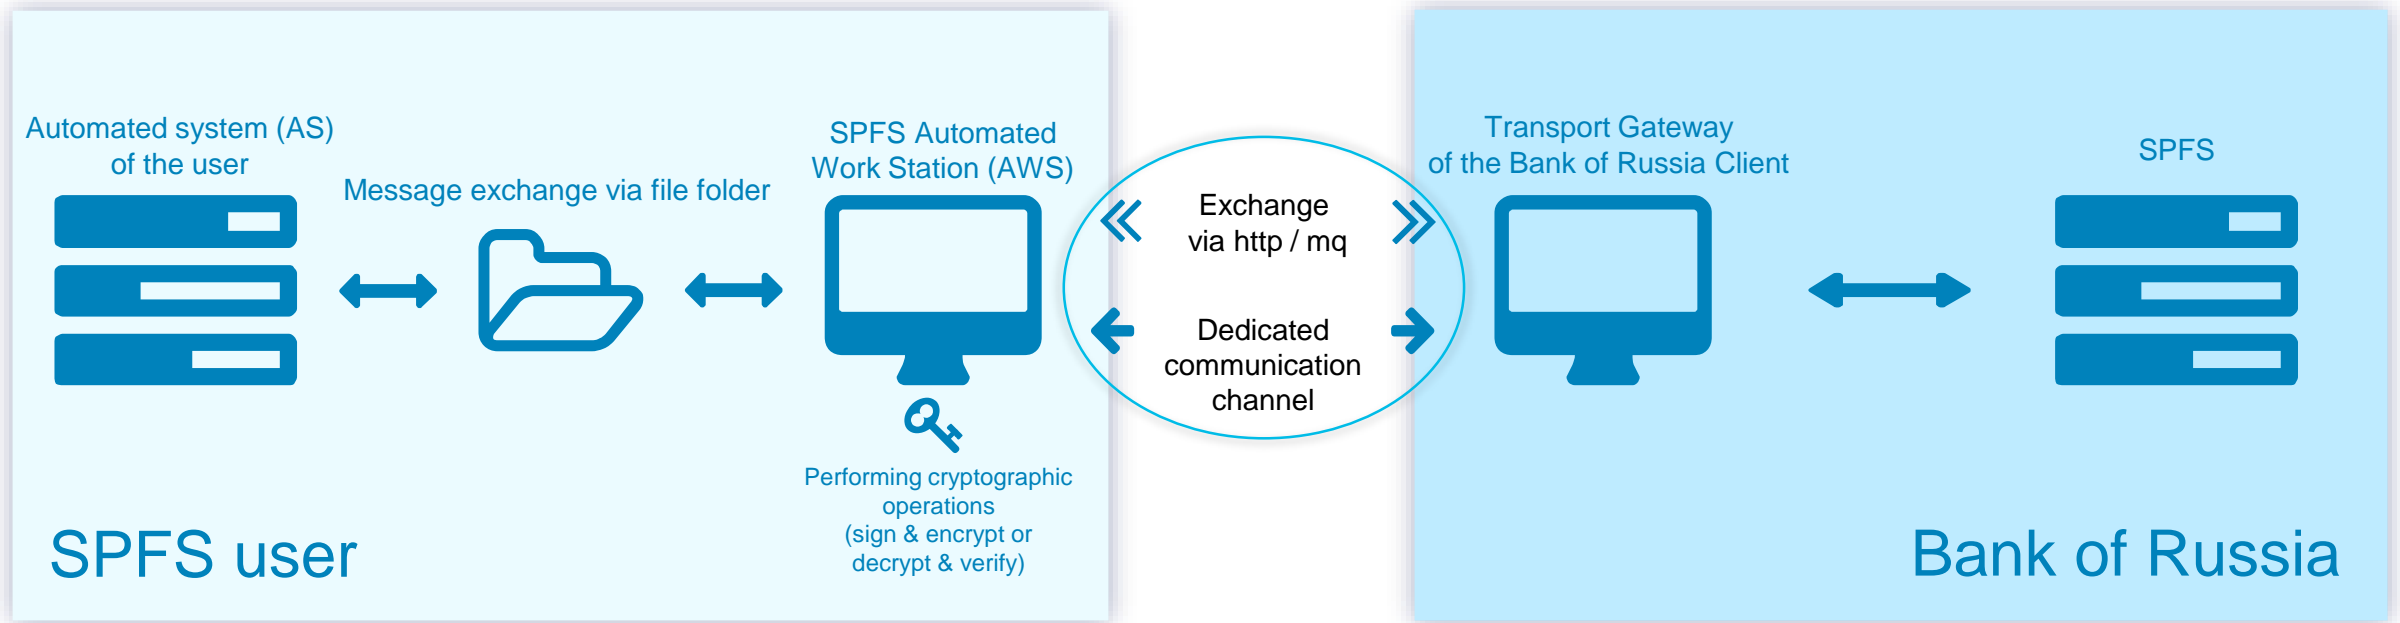 Automated system (AS)
of the user
Message exchange via file folder
SPFS Automated
Work Station (AWS)
Performing cryptographic
operations
(sign & encrypt or
decrypt & verify)
SPFS user
Exchange
via http / mq
Dedicated
communication
channel
Transport Gateway
of the Bank of Russia Client
SPFS
Bank of Russia